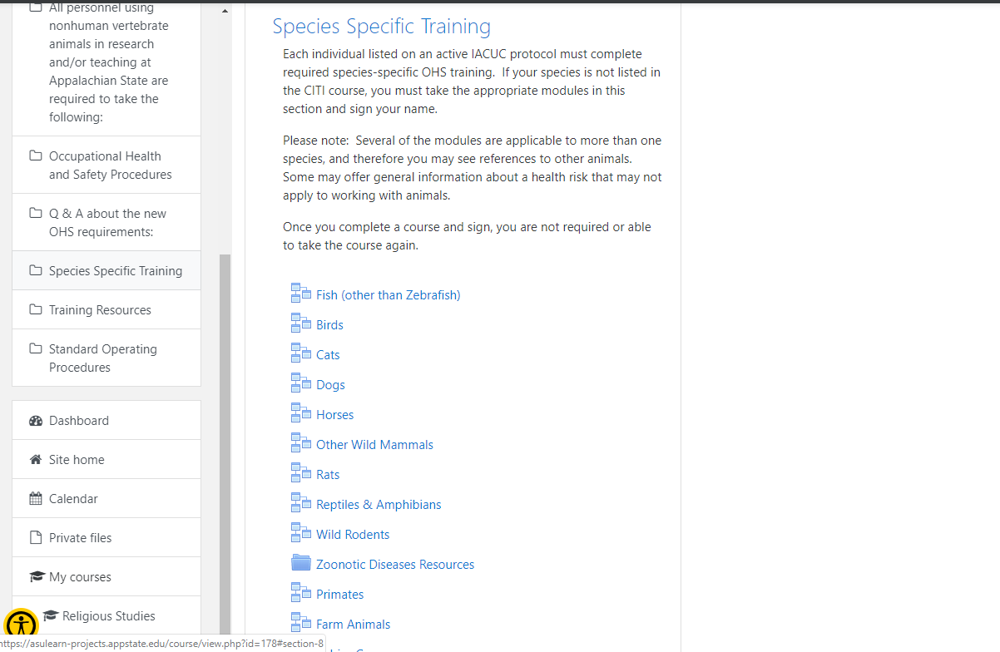 All personnel using
nonhuman vertebrate
animals in research
and/or teaching at
Appalachian State are
required to take the
following:
Occupational Health
and Safety Procedures
Q & A about the new
OHS requirements:
Species Specific Training
Training Resources
Standard Operating
Procedures
Dashboard
Site home
Calendar
Private files
My courses
Religious Studies
https://asulearn-projects.appstate.edu/course/view.php?id=178#section-8
Species Specific Training
Each individual listed on an active IACUC protocol must complete
required species-specific OHS training.  If your species is not listed in
the CITI course, you must take the appropriate modules in this
section and sign your name.
Please note:  Several of the modules are applicable to more than one
species, and therefore you may see references to other animals.
Some may offer general information about a health risk that may not
apply to working with animals.
Once you complete a course and sign, you are not required or able
to take the course again.
Fish (other than Zebrafish)
Birds
Cats
Dogs
Horses
Other Wild Mammals
Rats
Reptiles & Amphibians
Wild Rodents
Zoonotic Diseases Resources
Primates
Farm Animals